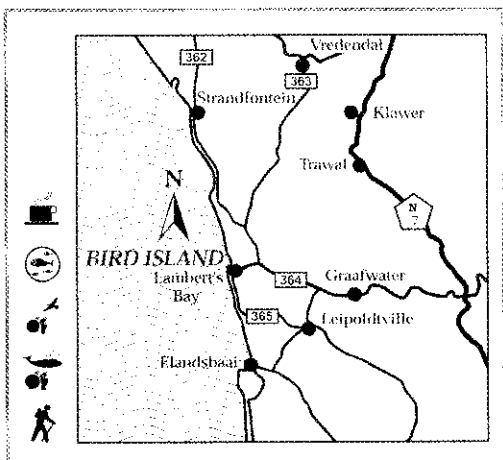 Vredendal
362
363
Strandfontein
Klawer
Trawal
N
N
7
BIRD ISLAND
Lambert's
Bay
Graafwater
364
365
Leipoldtville
Elandsbaai